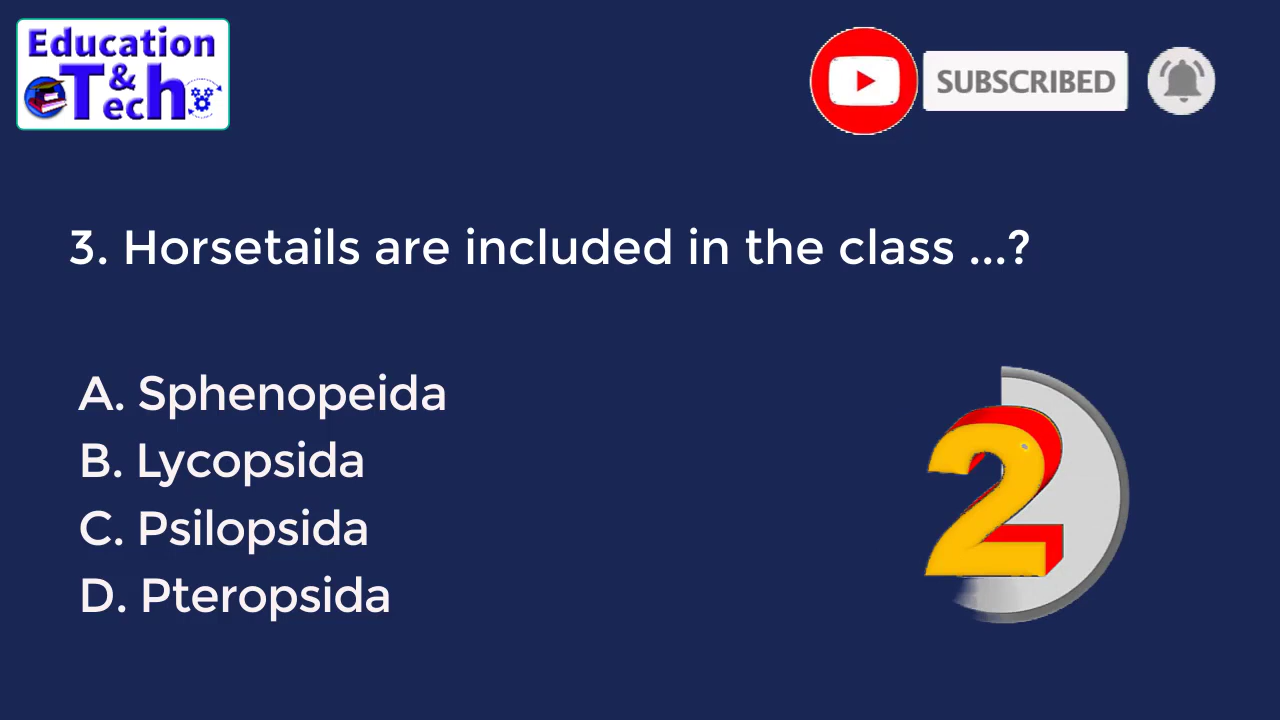 Education
& Tech
SUBSCRIBED
3. Horsetails are included in the class ...?
A. Sphenopeida
B. Lycopsida
C. Psilopsida
D. Pteropsida
2